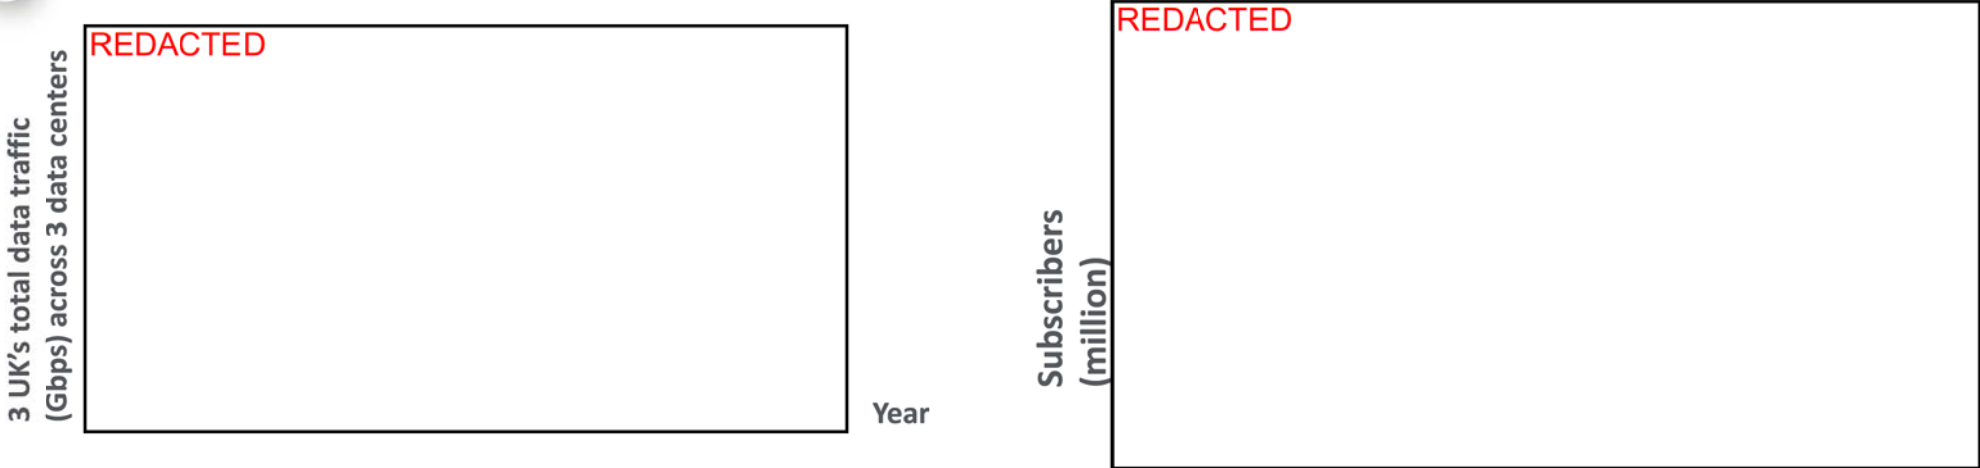 REDACTED
3 UK's total data traffic
(Gbps) across 3 data centers
Year
REDACTED
Subscribers
(million)